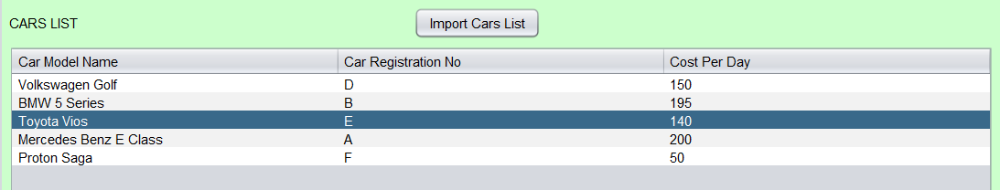 CARS LIST Import Cars List
Car Model Name Car Registration No Cost Per Day
Volkswagen Golf D 150
BMW 5 Series B 195
Toyota Vios E 140
Mercedes Benz E Class A 200
Proton Saga F 50